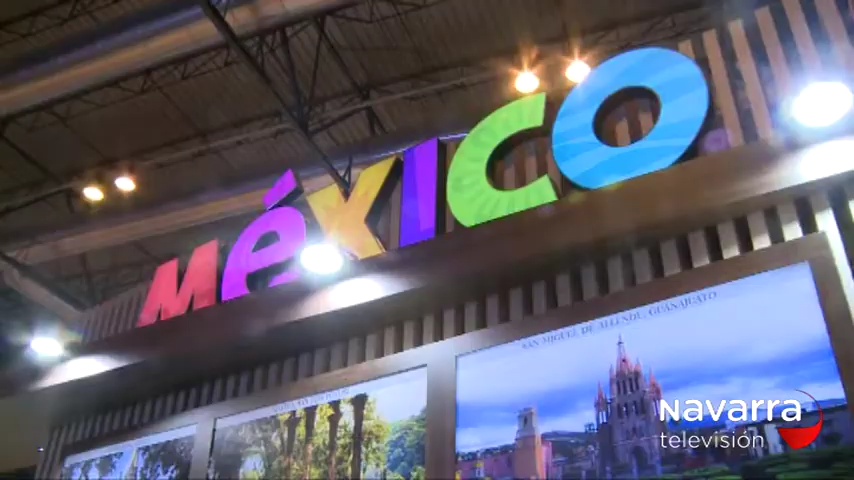 MéXICO
SAN MIGUEL DE ALLENDE, GUANAJUATO
NavaRRa
televisión